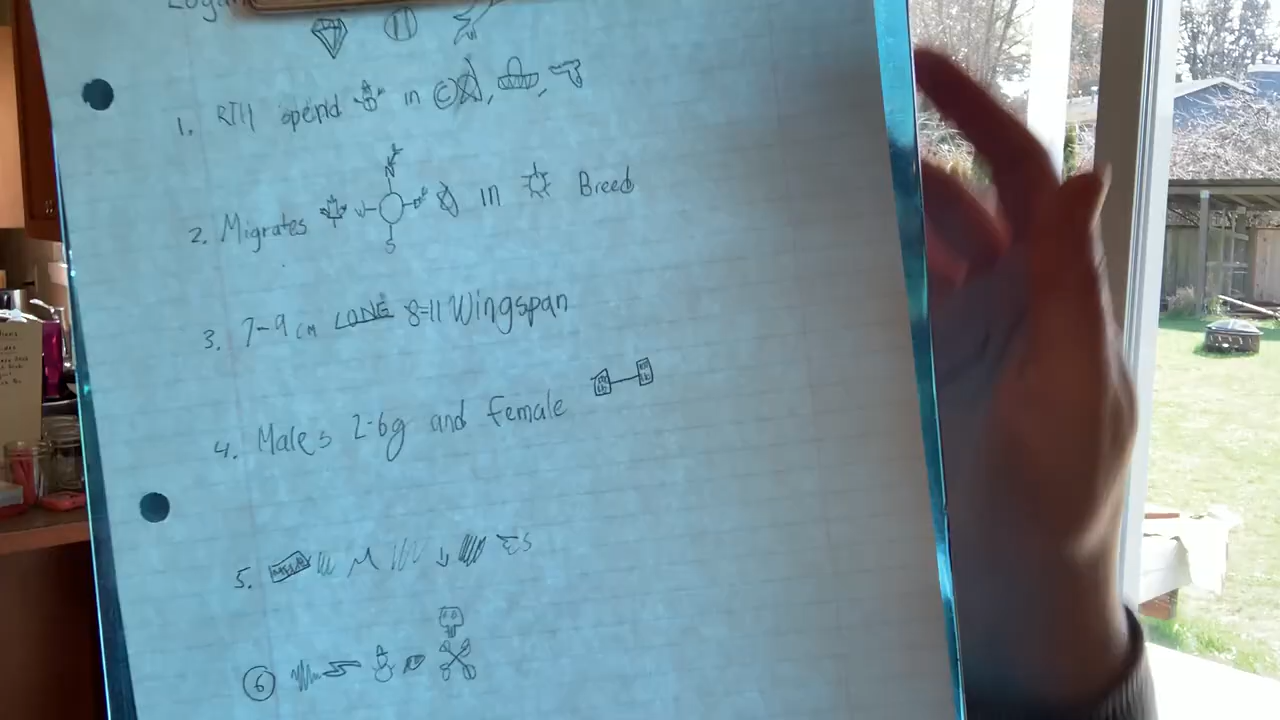 Logan
1. RTH spend in ©, ,
2. Migrates N S in Breed
3. 7-9 cm LONG 8-11 Wingspan
4. Males 2-6g and female
5.
6